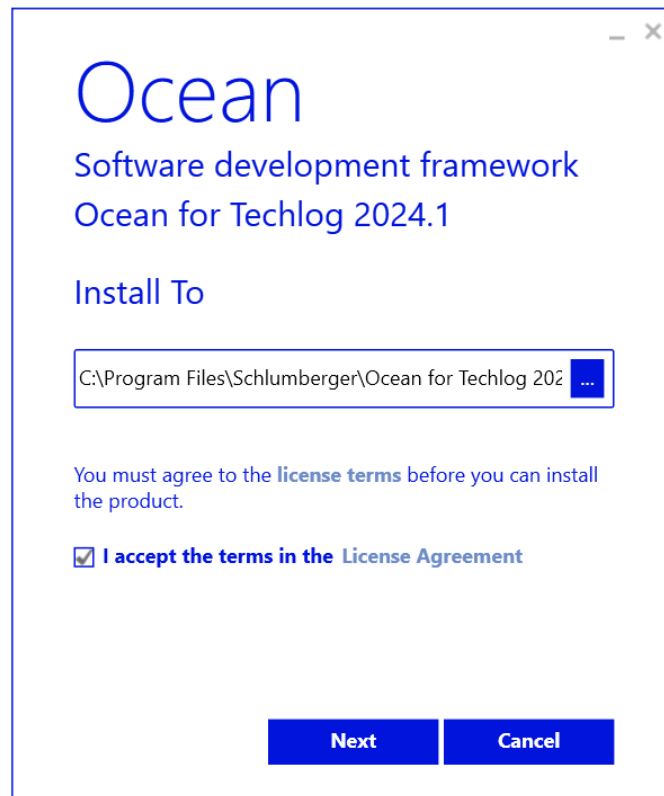 Ocean
Software development framework
Ocean for Techlog 2024.1
Install To
C:\Program Files\Schlumberger\Ocean for Techlog 202 ...
You must agree to the license terms before you can install
the product.
I accept the terms in the License Agreement
Next Cancel